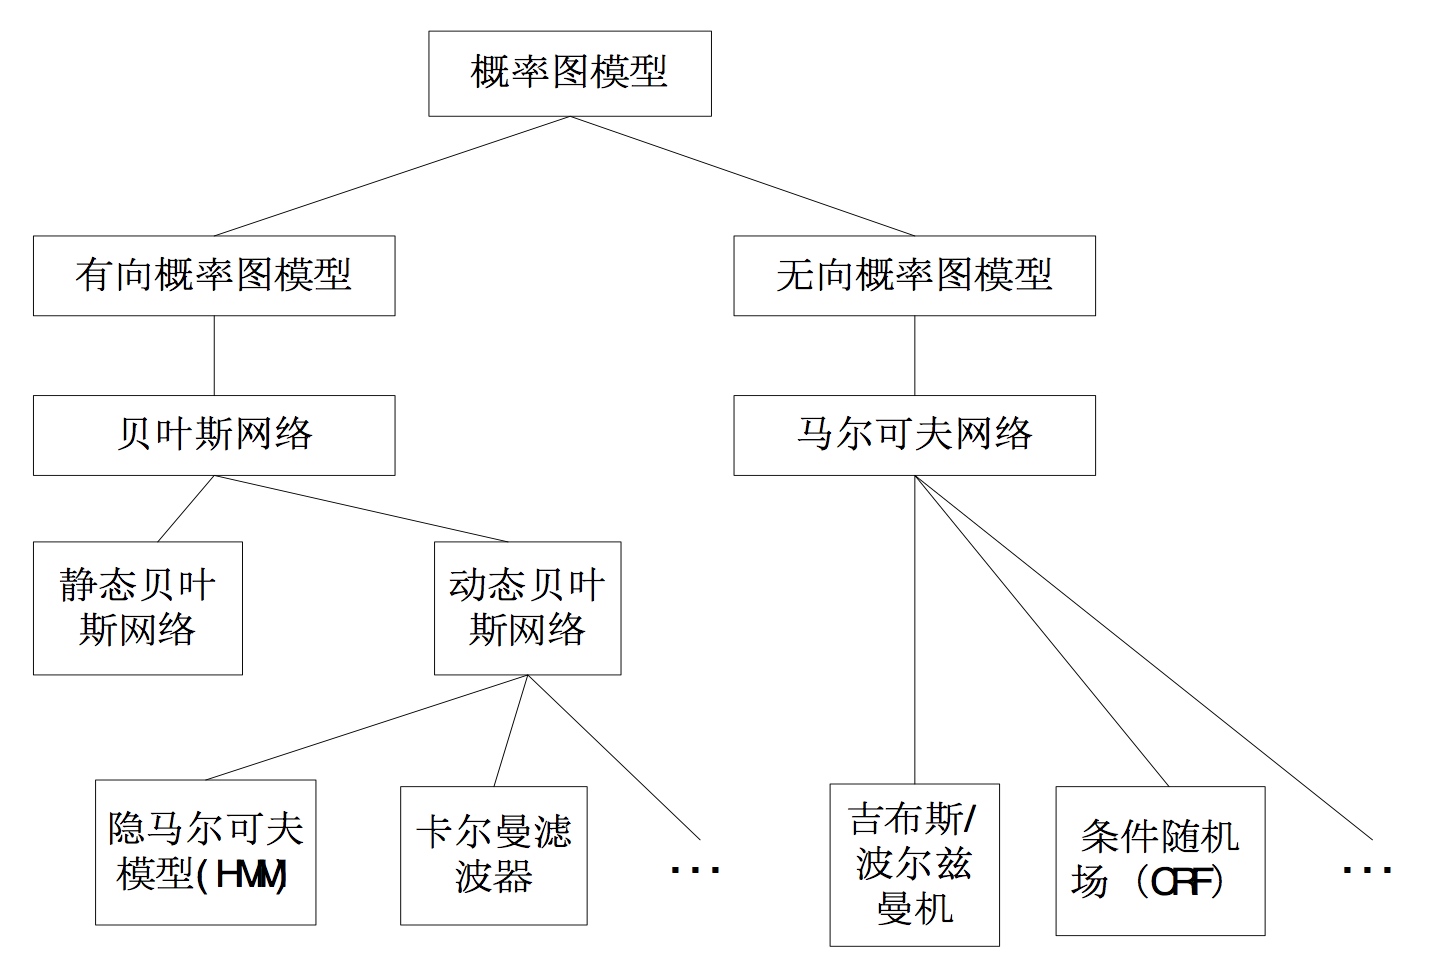 概率图模型
有向概率图模型
无向概率图模型
贝叶斯网络
马尔可夫网络
静态贝叶
斯网络
动态贝叶
斯网络
隐马尔可夫
模型(HMM)
卡尔曼滤
波器
...
吉布斯/
波尔兹
曼机
条件随机
场（CRF）
...